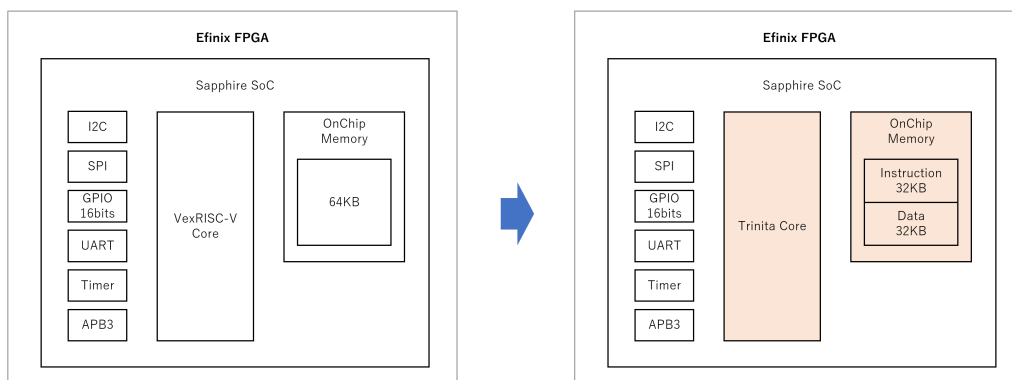 Efinix FPGA
Sapphire SoC
I2C
SPI
GPIO
16bits
UART
Timer
APB3
VexRISC-V
Core
OnChip
Memory
64KB
Efinix FPGA
Sapphire SoC
I2C
SPI
GPIO
16bits
UART
Timer
APB3
Trinita Core
OnChip
Memory
Instruction
32KB
Data
32KB